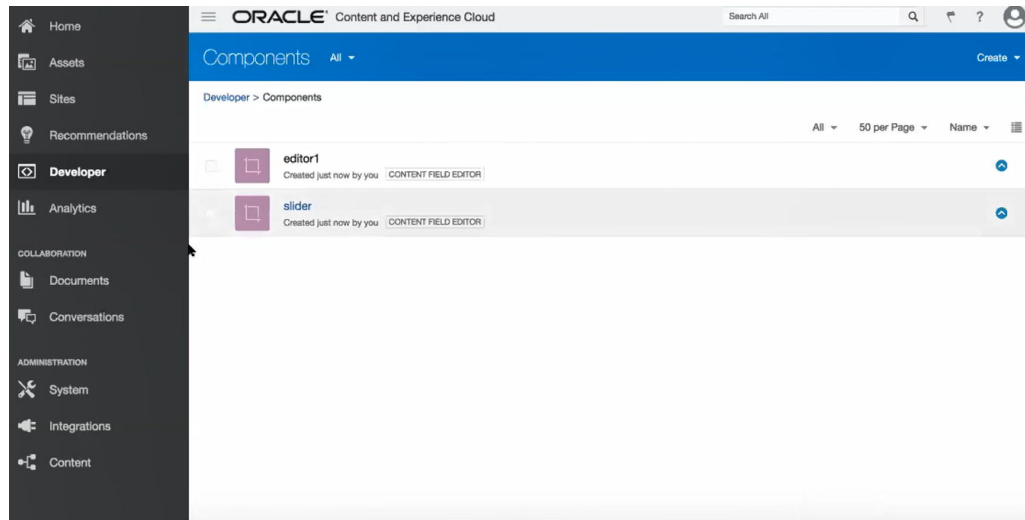 Home
Assets
Sites
Recommendations
Developer
Analytics
COLLABORATION
Documents
Conversations
ADMINISTRATION
System
Integrations
Content
ORACLE® Content and Experience Cloud
Search All
?
Components All
Create
Developer > Components
All 50 per Page Name
editor1
Created just now by you CONTENT FIELD EDITOR
slider
Created just now by you CONTENT FIELD EDITOR